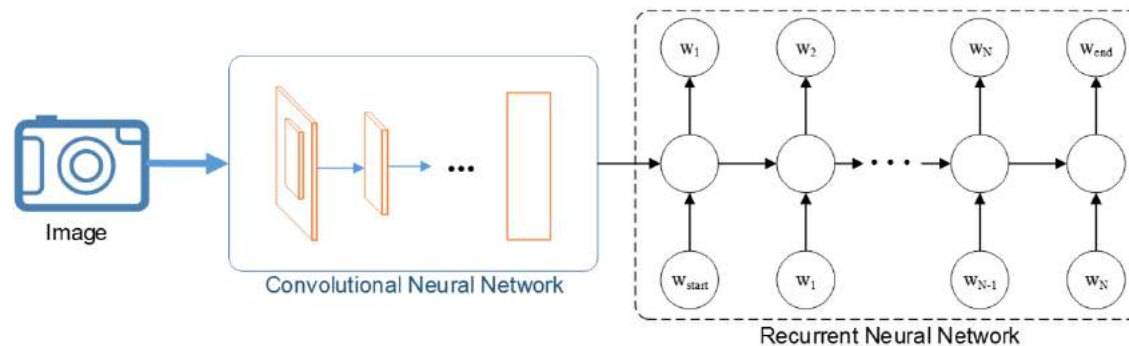 w1 w2 wN wend
Image
Convolutional Neural Network
wstart w1 wN-1 wN
Recurrent Neural Network